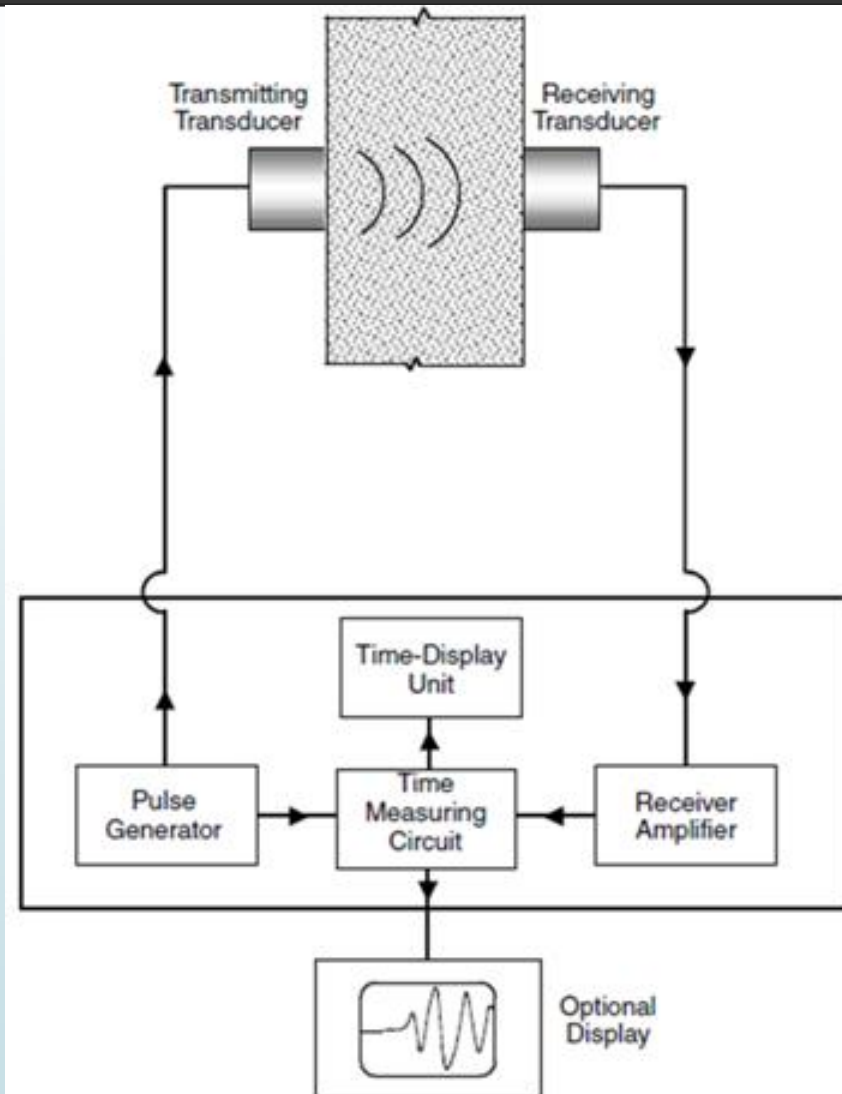 Transmitting
Transducer
Receiving
Transducer
Time-Display
Unit
Pulse
Generator
Time
Measuring
Circuit
Receiver
Amplifier
Optional
Display